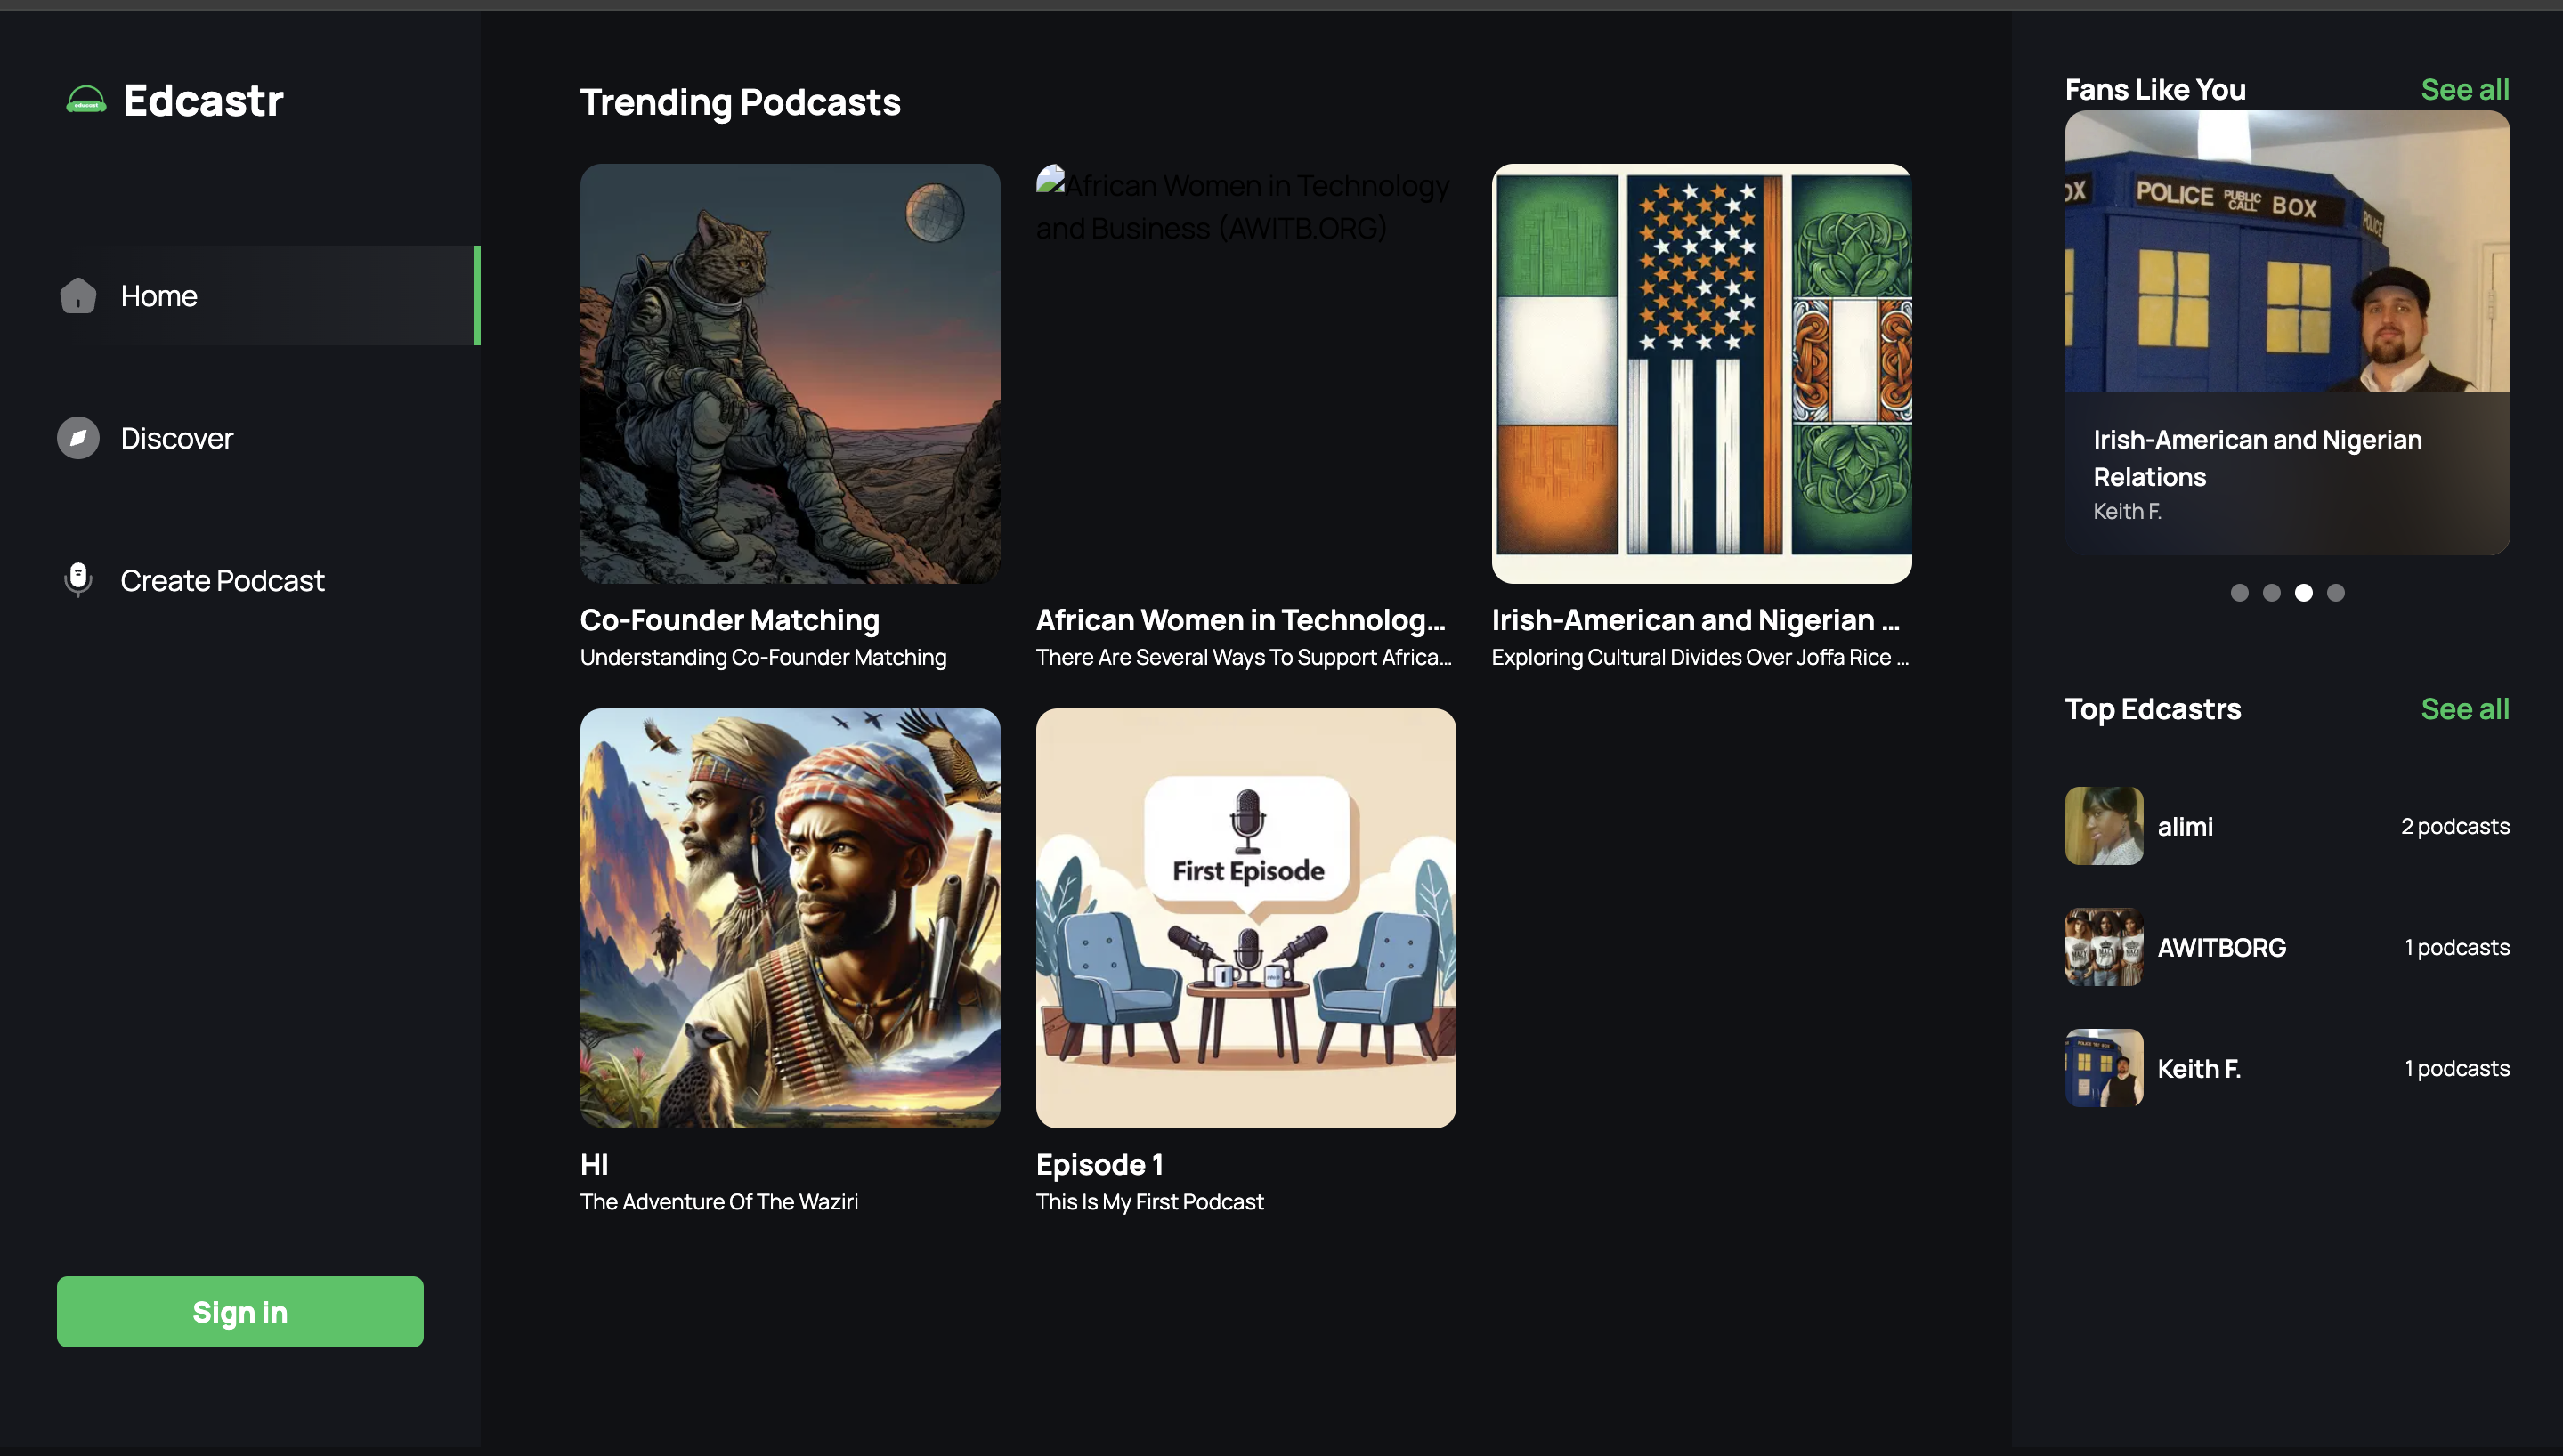 Edcastr
Home
Discover
Create Podcast
Sign in
Trending Podcasts
Co-Founder Matching
Understanding Co-Founder Matching
African Women in Technology
and Business (AWITB.ORG)
African Women in Technolog...
There Are Several Ways To Support Africa...
Irish-American and Nigerian ...
Exploring Cultural Divides Over Joffa Rice ...
HI
The Adventure Of The Waziri
First Episode
Episode 1
This Is My First Podcast
Fans Like You
See all
POLICE PUBLIC CALL BOX
POLICE
OX
Irish-American and Nigerian
Relations
Keith F.
Top Edcastrs
See all
alimi
2 podcasts
AWITBORG
1 podcasts
Keith F.
1 podcasts